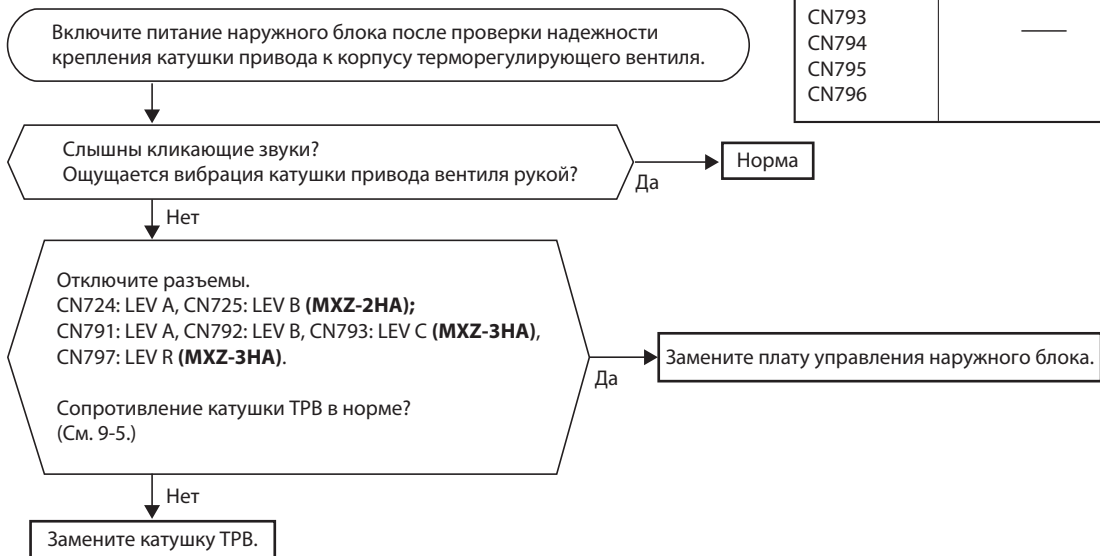 CN793
CN794
CN795
CN796
Включите питание наружного блока после проверки надежности
крепления катушки привода к корпусу терморегулирующего вентиля.
Слышны кликающие звуки?
Ощущается вибрация катушки привода вентиля рукой?
Да
Норма
Нет
Отключите разъемы.
CN724: LEV A, CN725: LEV B (MXZ-2HA);
CN791: LEV A, CN792: LEV B, CN793: LEV C (MXZ-3HA),
CN797: LEV R (MXZ-3HA).
Сопротивление катушки ТРВ в норме?
(См. 9-5.)
Да
Замените плату управления наружного блока.
Нет
Замените катушку ТРВ.